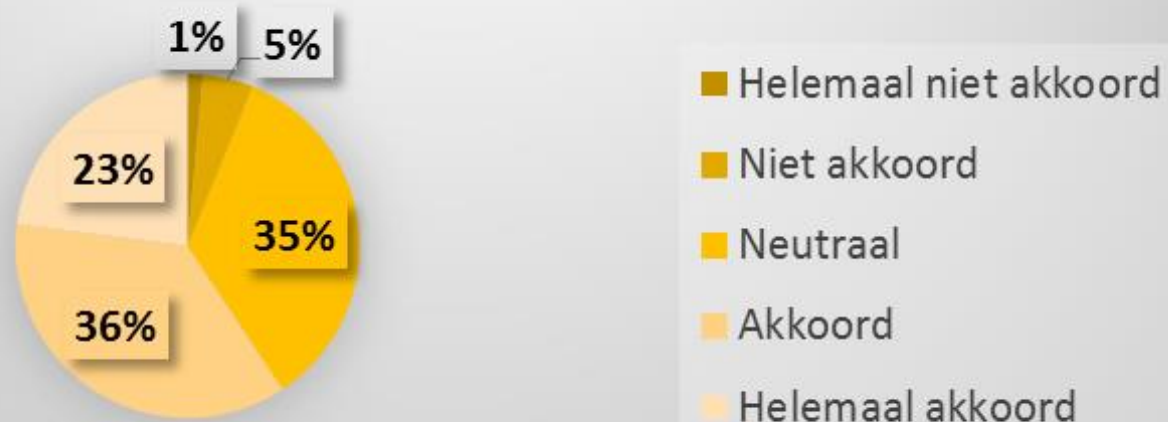 1%
5%
23%
35%
36%
Helemaal niet akkoord
Niet akkoord
Neutraal
Akkoord
Helemaal akkoord